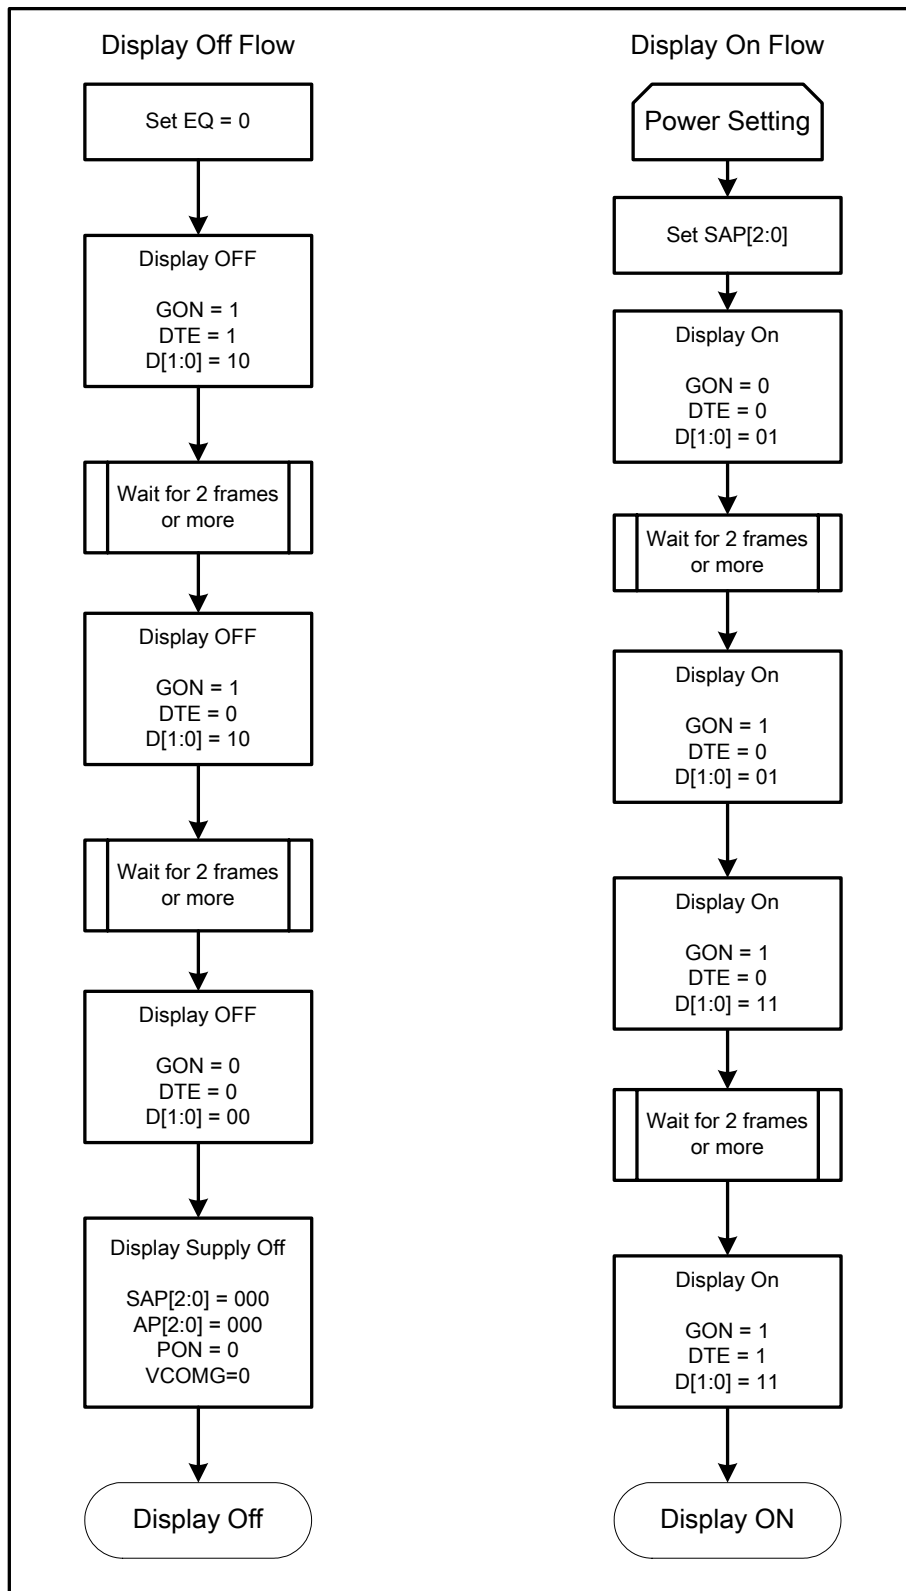 Display Off Flow
Set EQ = 0
Display OFF
GON = 1
DTE = 1
D[1:0] = 10
Wait for 2 frames
or more
Display OFF
GON = 1
DTE = 0
D[1:0] = 10
Wait for 2 frames
or more
Display OFF
GON = 0
DTE = 0
D[1:0] = 00
Display Supply Off
SAP[2:0] = 000
AP[2:0] = 000
PON = 0
VCOMG=0
Display Off
Display On Flow
Power Setting
Set SAP[2:0]
Display On
GON = 0
DTE = 0
D[1:0] = 01
Wait for 2 frames
or more
Display On
GON = 1
DTE = 0
D[1:0] = 01
Display On
GON = 1
DTE = 0
D[1:0] = 11
Wait for 2 frames
or more
Display On
GON = 1
DTE = 1
D[1:0] = 11
Display ON